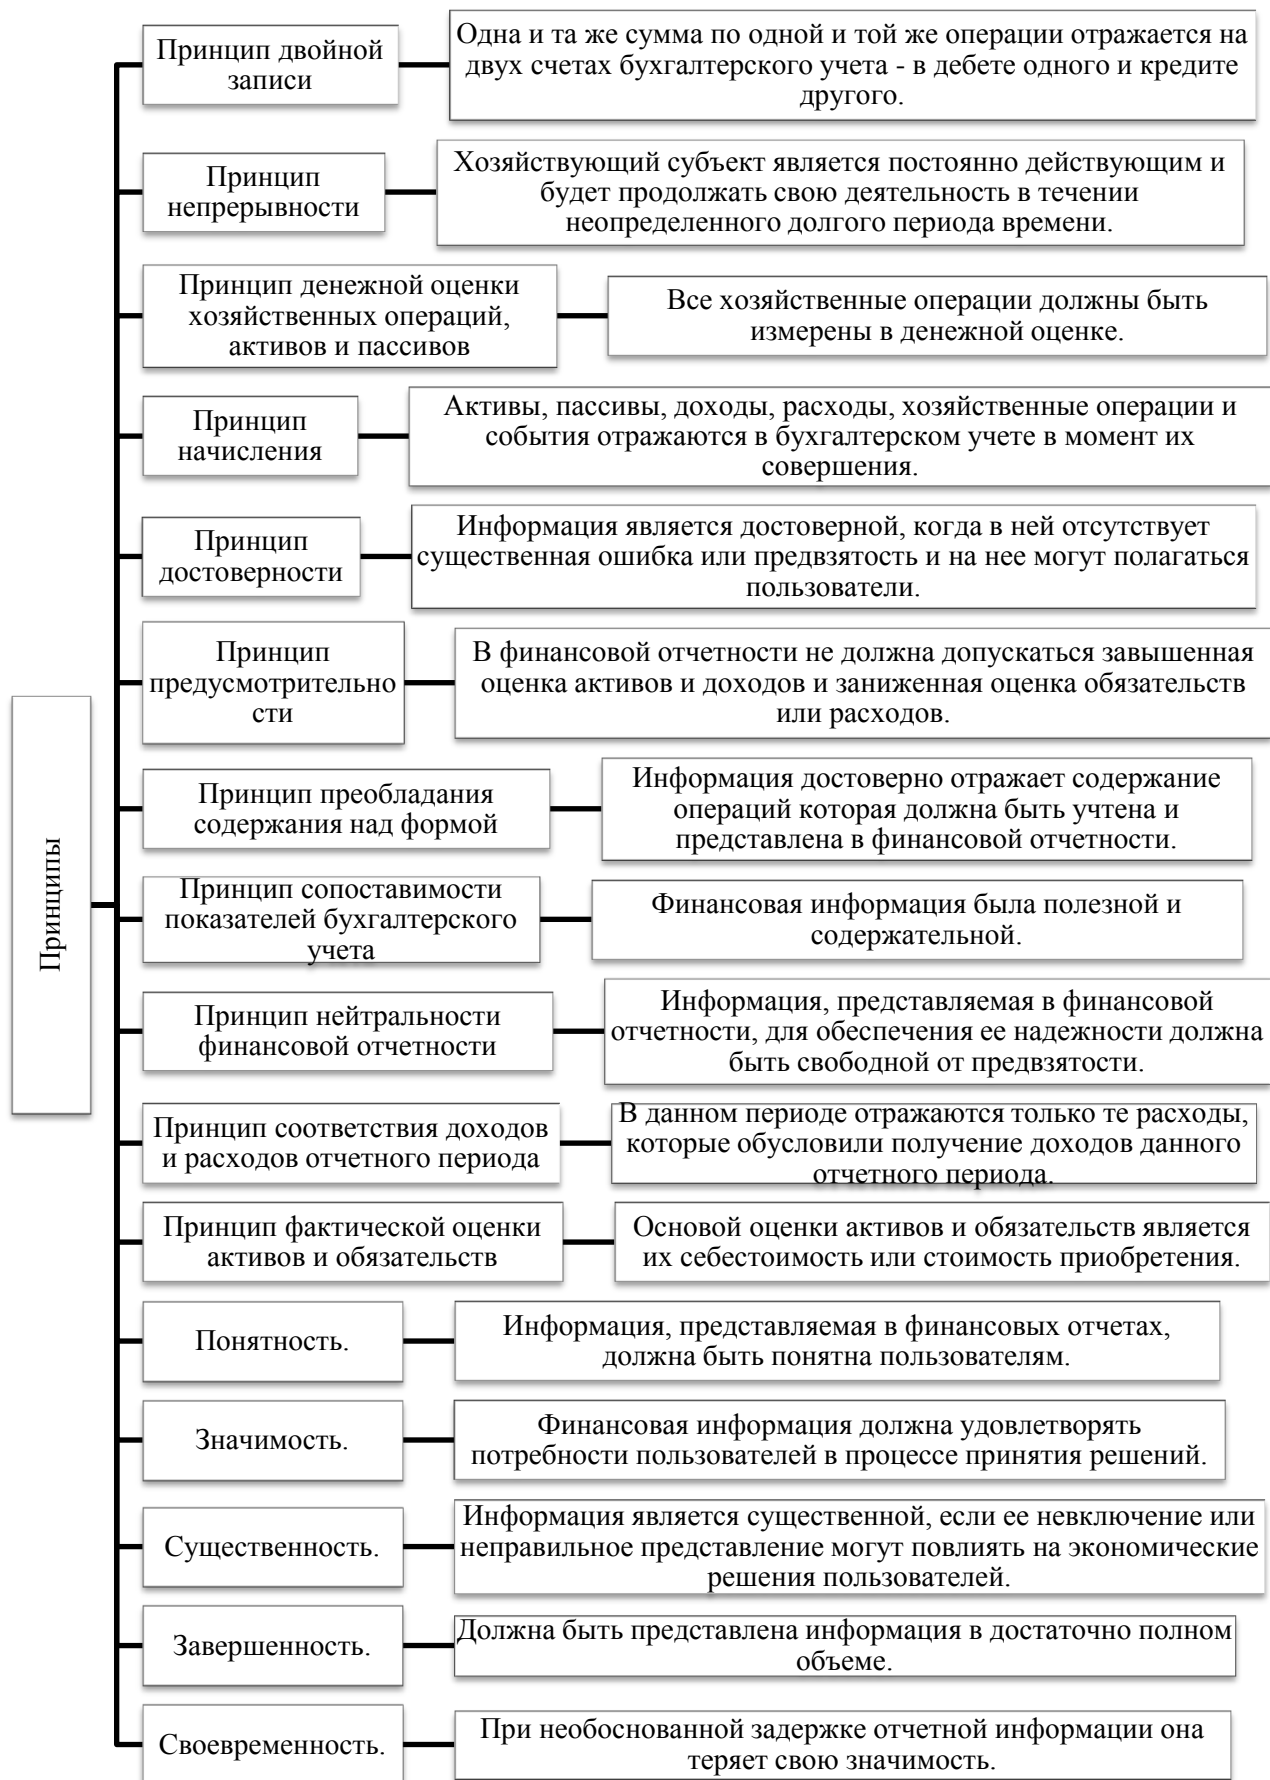 Принципы
Принцип двойной
записи
Одна и та же сумма по одной и той же операции отражается на
двух счетах бухгалтерского учета - в дебете одного и кредите
другого.
Принцип
непрерывности
Хозяйствующий субъект является постоянно действующим и
будет продолжать свою деятельность в течении
неопределенного долгого периода времени.
Принцип денежной оценки
хозяйственных операций,
активов и пассивов
Все хозяйственные операции должны быть
измерены в денежной оценке.
Принцип
начисления
Активы, пассивы, доходы, расходы, хозяйственные операции и
события отражаются в бухгалтерском учете в момент их
совершения.
Принцип
достоверности
Информация является достоверной, когда в ней отсутствует
существенная ошибка или предвзятость и на нее могут полагаться
пользователи.
Принцип
предусмотрительно
сти
В финансовой отчетности не должна допускаться завышенная
оценка активов и доходов и заниженная оценка обязательств
или расходов.
Принцип преобладания
содержания над формой
Информация достоверно отражает содержание
операций которая должна быть учтена и
представлена в финансовой отчетности.
Принцип сопоставимости
показателей бухгалтерского
учета
Финансовая информация была полезной и
содержательной.
Принцип нейтральности
финансовой отчетности
Информация, представляемая в финансовой
отчетности, для обеспечения ее надежности должна
быть свободной от предвзятости.
Принцип соответствия доходов
и расходов отчетного периода
В данном периоде отражаются только те расходы,
которые обусловили получение доходов данного
отчетного периода.
Принцип фактической оценки
активов и обязательств
Основой оценки активов и обязательств является
их себестоимость или стоимость приобретения.
Понятность.
Информация, представляемая в финансовых отчетах,
должна быть понятна пользователям.
Значимость.
Финансовая информация должна удовлетворять
потребности пользователей в процессе принятия решений.
Существенность.
Информация является существенной, если ее невключение или
неправильное представление могут повлиять на экономические
решения пользователей.
Завершенность.
Должна быть представлена информация в достаточно полном
объеме.
Своевременность.
При необоснованной задержке отчетной информации она
теряет свою значимость.